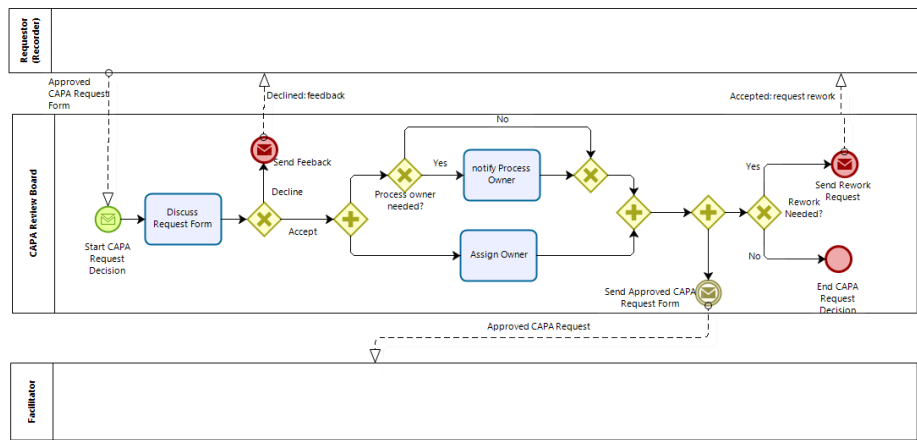 Requestor
(Recorder)
Approved
CAPA Request
Form
Declined: feedback
Accepted: request rework
CAPA Review Board
No
Send Feeback
Yes
notify Process
Owner
Yes
Decline
Process owner
needed?
Send Rework
Request
Rework
Needed?
Discuss
Request Form
Accept
Start CAPA
Request
Decision
Assign Owner
No
Send Approved CAPA
Request Form
End CAPA
Request
Decision
Approved CAPA Request
Facilitator